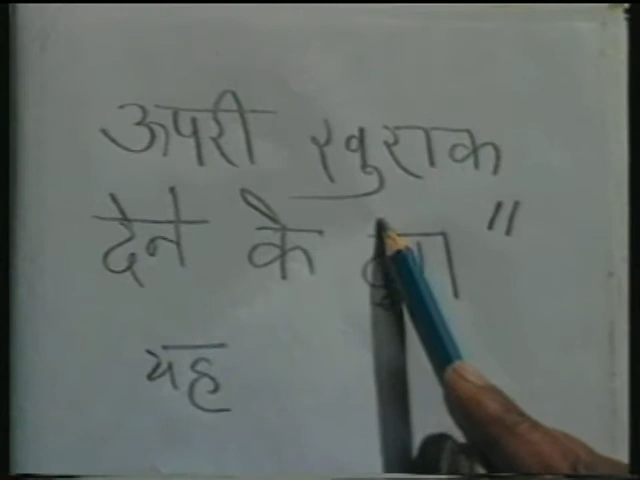 ऊपरी खुराक
देने के "
यह